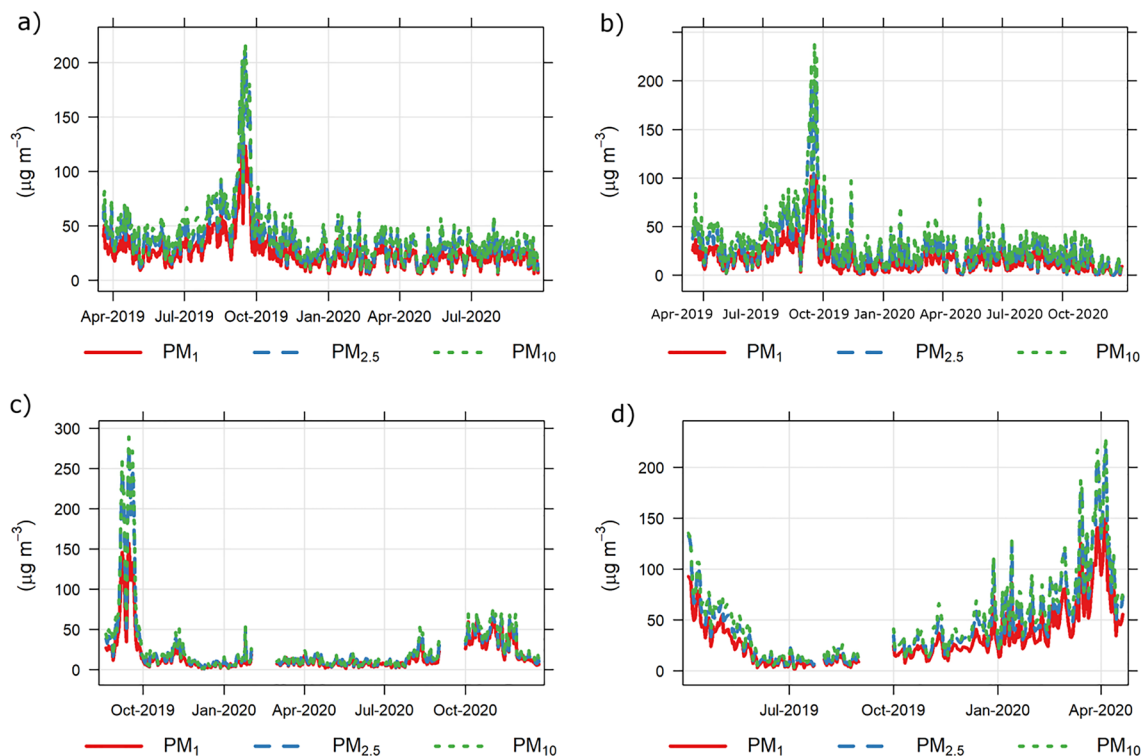 a)
200
150
100
50
0
(µg m⁻³)
Apr-2019 Jul-2019 Oct-2019 Jan-2020 Apr-2020 Jul-2020
PM₁ PM₂.₅ PM₁₀
b)
200
150
100
50
0
(µg m⁻³)
Apr-2019 Jul-2019 Oct-2019 Jan-2020 Apr-2020 Jul-2020 Oct-2020
PM₁ PM₂.₅ PM₁₀
c)
300
250
200
150
100
50
0
(µg m⁻³)
Oct-2019 Jan-2020 Apr-2020 Jul-2020 Oct-2020
PM₁ PM₂.₅ PM₁₀
d)
200
150
100
50
0
(µg m⁻³)
Jul-2019 Oct-2019 Jan-2020 Apr-2020
PM₁ PM₂.₅ PM₁₀